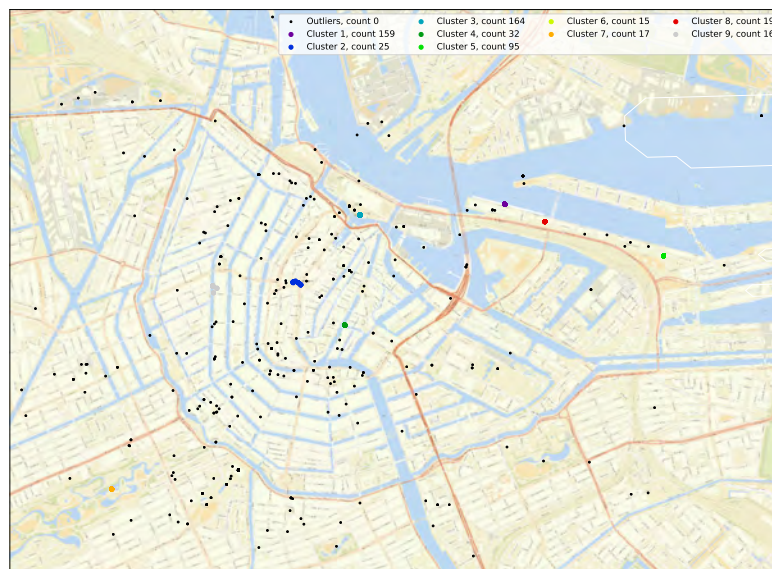 Outliers, count 0 Cluster 3, count 164 Cluster 6, count 15 Cluster 8, count 19
Cluster 1, count 159 Cluster 4, count 32 Cluster 7, count 17 Cluster 9, count 16
Cluster 2, count 25 Cluster 5, count 95